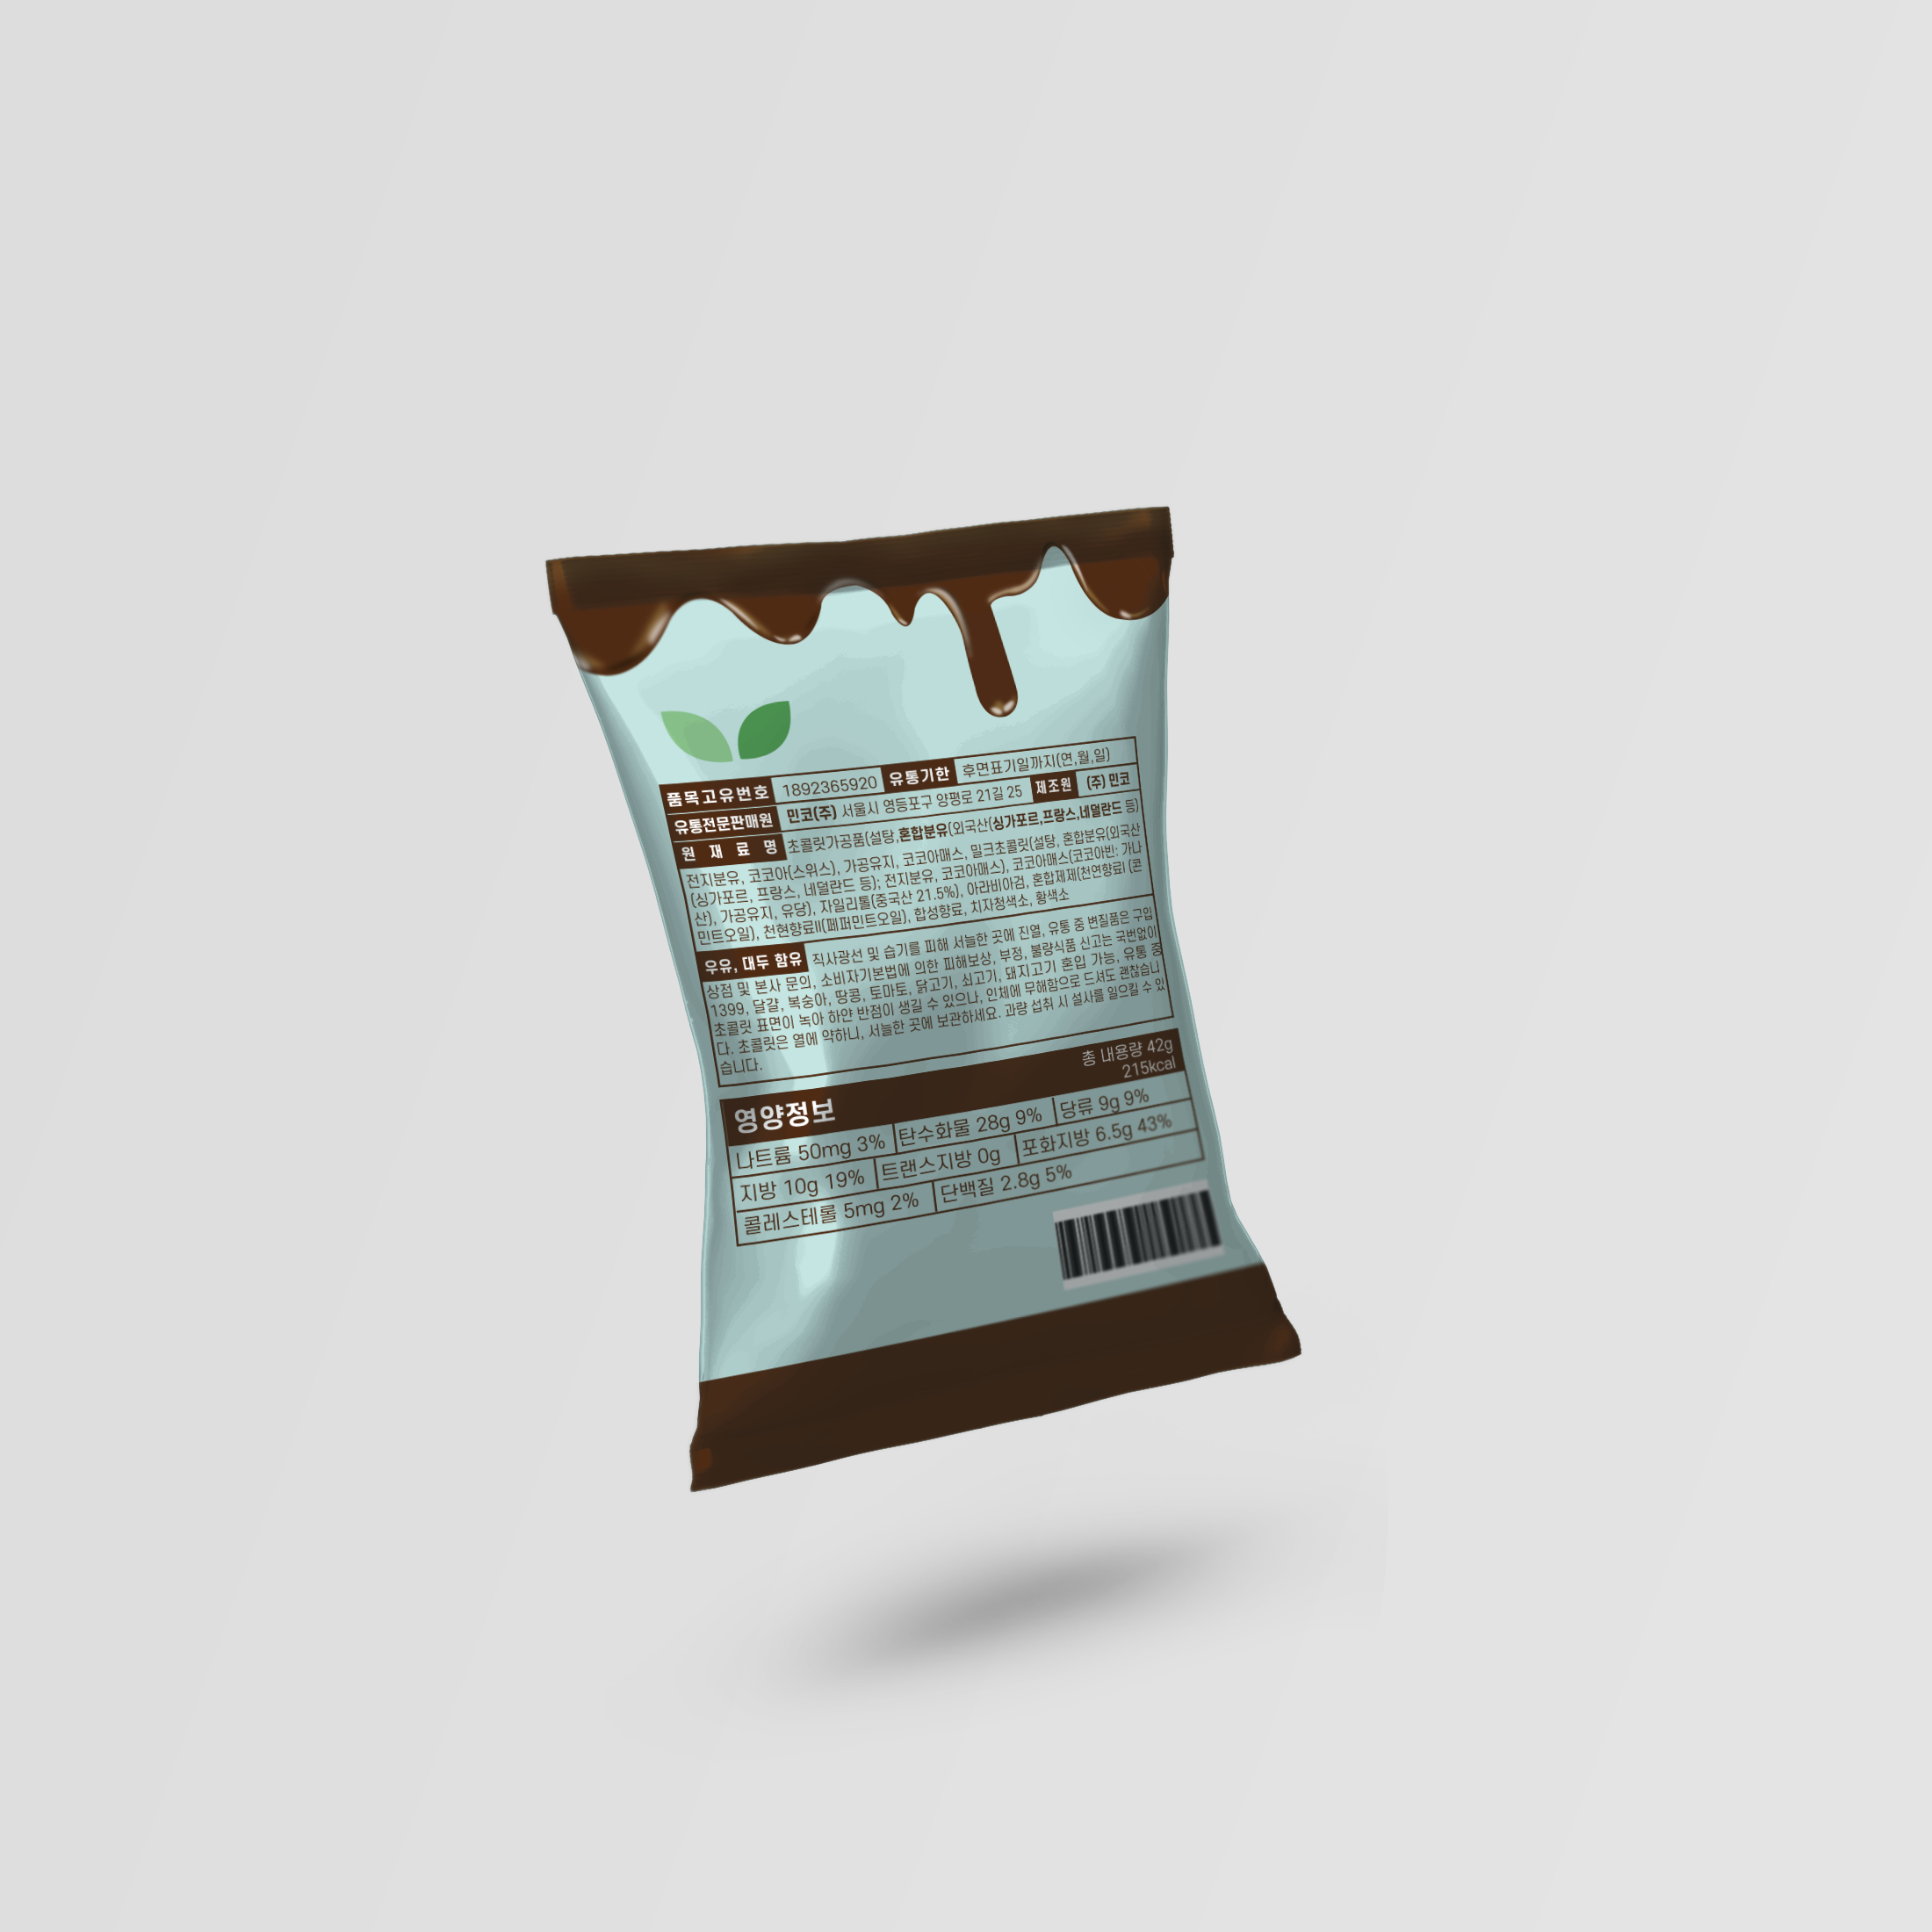 품목고유번호 1892365920 유통기한 후면표기일까지(연,월,일)
유통전문판매원 민코(주) 서울시 영등포구 양평로 21길 25 제조원 (주) 민코
원 재 료 명 초콜릿가공품(설탕,혼합분유(외국산(싱가포르,프랑스,네덜란드 등)
전지분유, 코코아(스위스), 가공유지, 코코아매스, 밀크초콜릿(설탕, 혼합분유(외국산
(싱가포르, 프랑스, 네덜란드 등); 전지분유, 코코아매스), 코코아매스(코코아빈: 가나
산), 가공유지, 유당), 자일리톨(중국산 21.5%), 아라비아검, 혼합제제(천연향료I (콘
민트오일), 천현향료II(페퍼민트오일), 합성향료, 치자청색소, 황색소
우유, 대두 함유 직사광선 및 습기를 피해 서늘한 곳에 진열, 유통 중 변질품은 구입
상점 및 본사 문의, 소비자기본법에 의한 피해보상, 부정, 불량식품 신고는 국번없이
1399, 달걀, 복숭아, 땅콩, 토마토, 닭고기, 쇠고기, 돼지고기 혼입 가능, 유통 중
초콜릿 표면이 녹아 하얀 반점이 생길 수 있으나, 인체에 무해함으로 드셔도 괜찮습니
다. 초콜릿은 열에 약하니, 서늘한 곳에 보관하세요. 과량 섭취 시 설사를 일으킬 수 있
습니다.
총 내용량 42g
215kcal
영양정보
나트륨 50mg 3% 탄수화물 28g 9% 당류 9g 9%
지방 10g 19% 트랜스지방 0g 포화지방 6.5g 43%
콜레스테롤 5mg 2% 단백질 2.8g 5%